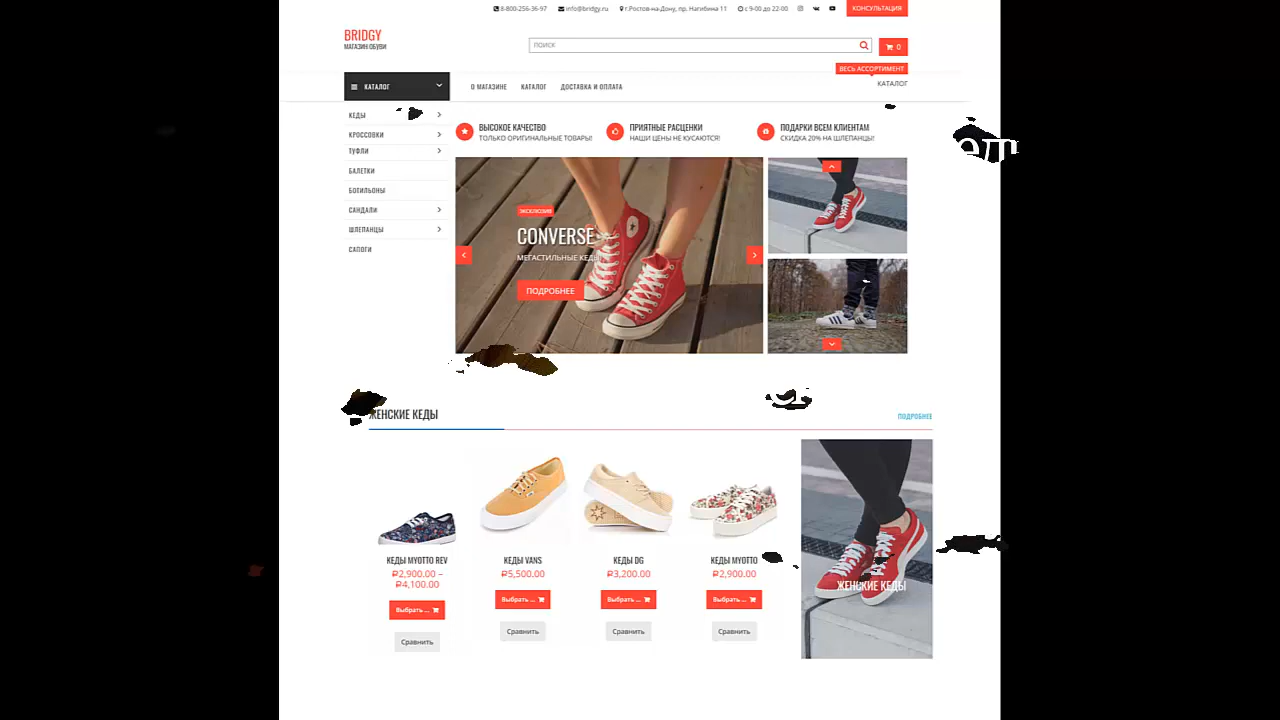 8-800-256-36-97 info@bridgy.ru г.Ростов-на-Дону, пр. Нагибина 11 с 9-00 до 22-00 КОНСУЛЬТАЦИЯ
BRIDGY
МАГАЗИН ОБУВИ
ПОИСК
0
ВЕСЬ АССОРТИМЕНТ
КАТАЛОГ О МАГАЗИНЕ КАТАЛОГ ДОСТАВКА И ОПЛАТА КАТАЛОГ
КЕДЫ
КРОССОВКИ
ТУФЛИ
БАЛЕТКИ
БОТИЛЬОНЫ
САНДАЛИ
ШЛЕПАНЦЫ
САПОГИ
ВЫСОКОЕ КАЧЕСТВО
ТОЛЬКО ОРИГИНАЛЬНЫЕ ТОВАРЫ!
ПРИЯТНЫЕ РАСЦЕНКИ
НАШИ ЦЕНЫ НЕ КУСАЮТСЯ!
ПОДАРКИ ВСЕМ КЛИЕНТАМ
СКИДКА 20% НА ШЛЕПАНЦЫ!
ЭКСКЛЮЗИВ
CONVERSE
МЕГАСТИЛЬНЫЕ КЕДЫ!
ПОДРОБНЕЕ
ЖЕНСКИЕ КЕДЫ
ПОДРОБНЕЕ
КЕДЫ MYOTTO REV
₽2,900.00 –
₽4,100.00
Выбрать ...
Сравнить
КЕДЫ VANS
₽5,500.00
Выбрать ...
Сравнить
КЕДЫ DG
₽3,200.00
Выбрать ...
Сравнить
КЕДЫ MYOTTO
₽2,900.00
Выбрать ...
Сравнить
ЖЕНСКИЕ КЕДЫ